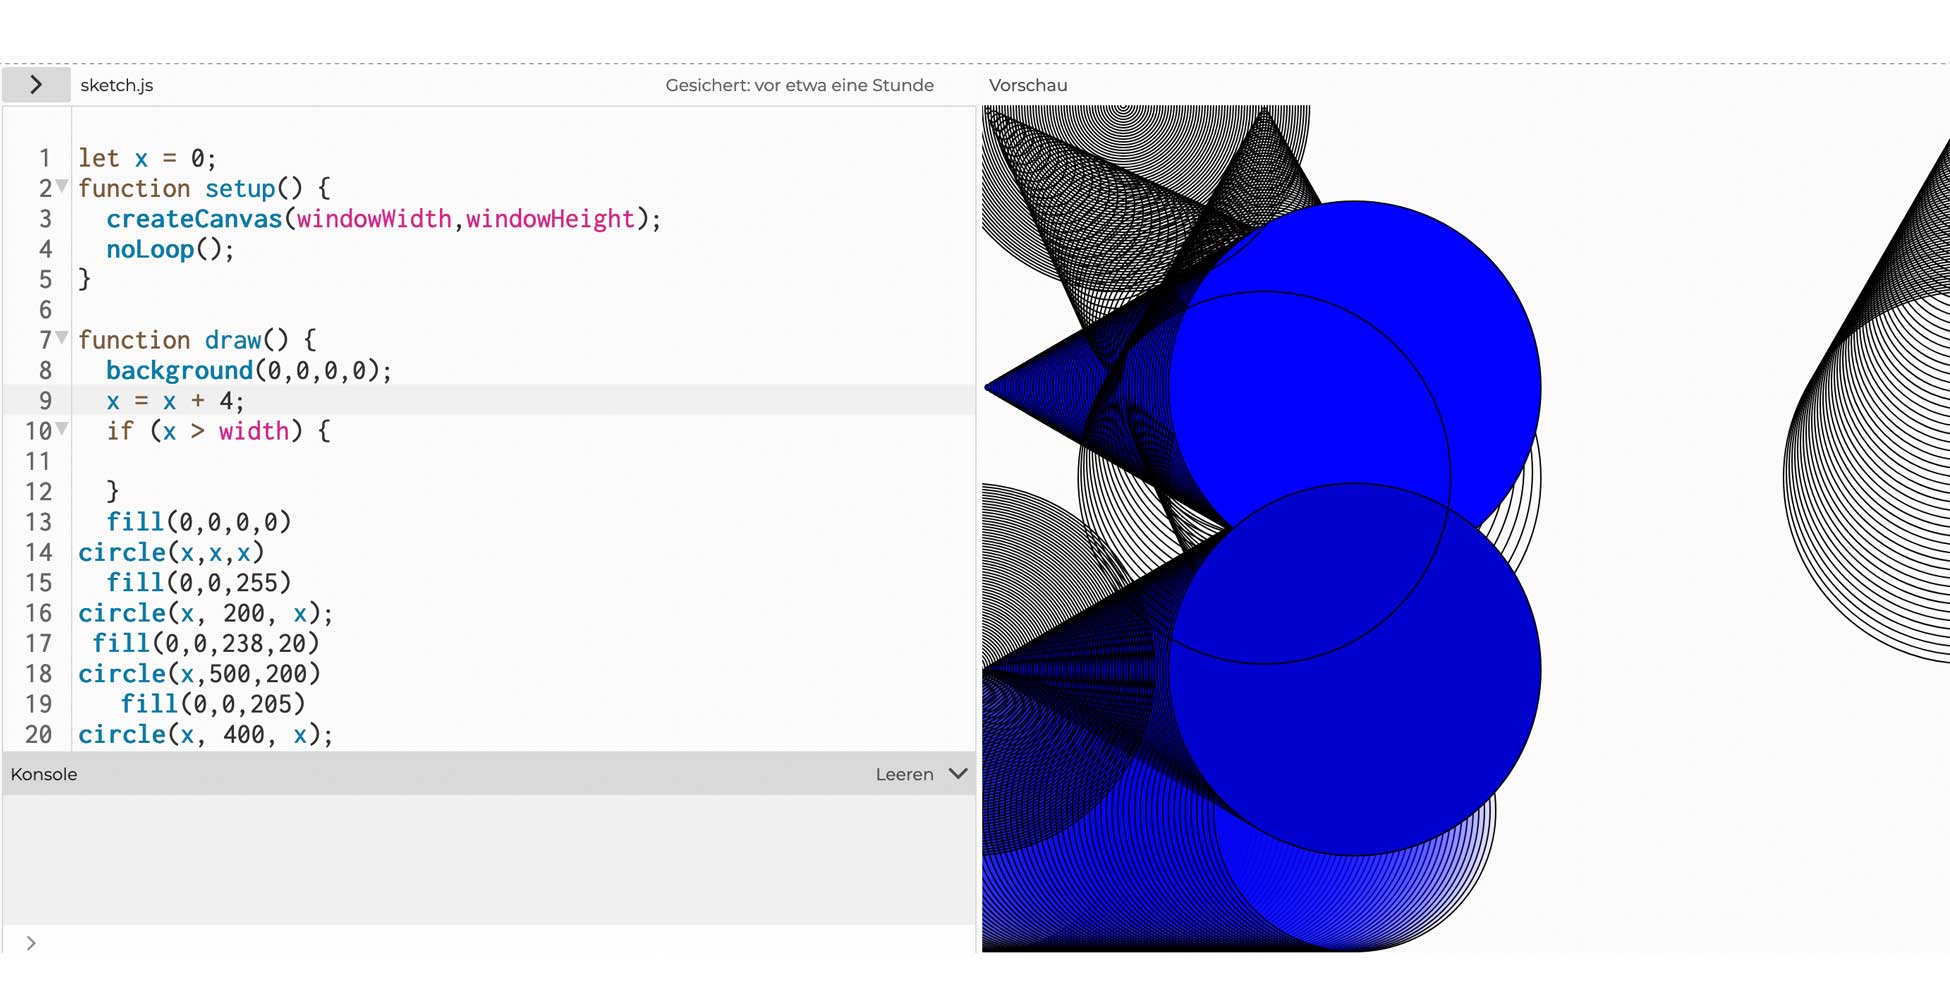 sketch.js Gesichert: vor etwa eine Stunde Vorschau
1 let x = 0;
2 function setup() {
3 createCanvas(windowWidth,windowHeight);
4 noLoop();
5 }
6
7 function draw() {
8 background(0,0,0,0);
9 x = x + 4;
10 if (x > width) {
11
12 }
13 fill(0,0,0,0)
14 circle(x,x,x)
15 fill(0,0,255)
16 circle(x, 200, x);
17 fill(0,0,238,20)
18 circle(x,500,200)
19 fill(0,0,205)
20 circle(x, 400, x);
Konsole Leeren